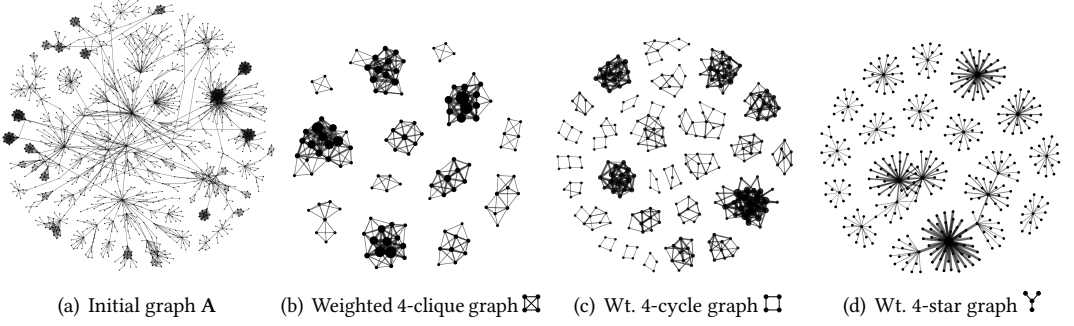 (a) Initial graph A
(b) Weighted 4-clique graph
(c) Wt. 4-cycle graph
(d) Wt. 4-star graph